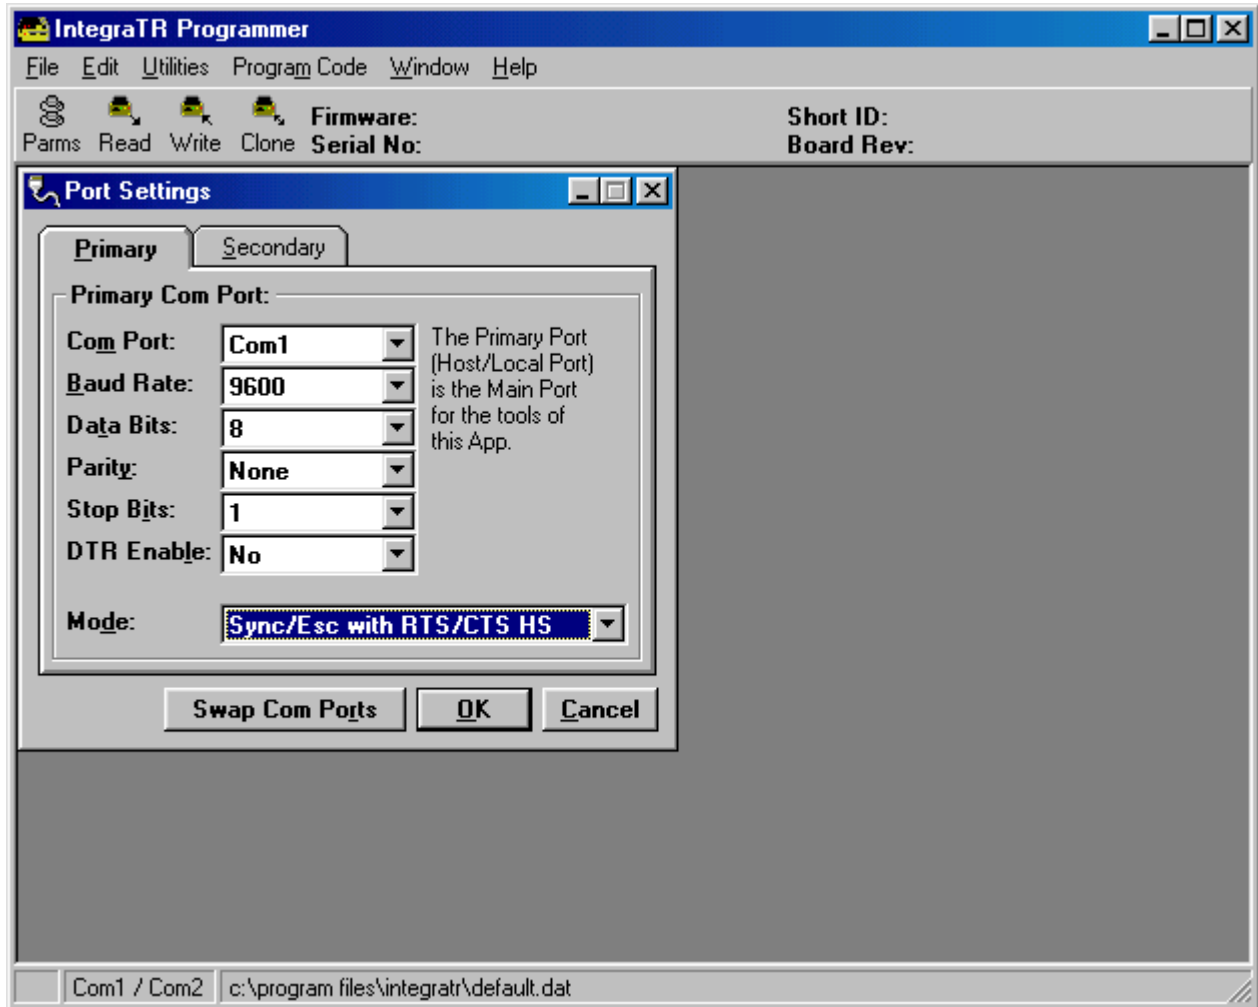 IntegraTR Programmer
File Edit Utilities Program Code Window Help
Firmware: Short ID:
Parms Read Write Clone Serial No: Board Rev:
Port Settings
Primary Secondary
Primary Com Port:
Com Port: Com1
Baud Rate: 9600
Data Bits: 8
Parity: None
Stop Bits: 1
DTR Enable: No
The Primary Port
(Host/Local Port)
is the Main Port
for the tools of
this App.
Mode: Sync/Esc with RTS/CTS HS
Swap Com Ports OK Cancel
Com1 / Com2 c:\program files\integratr\default.dat